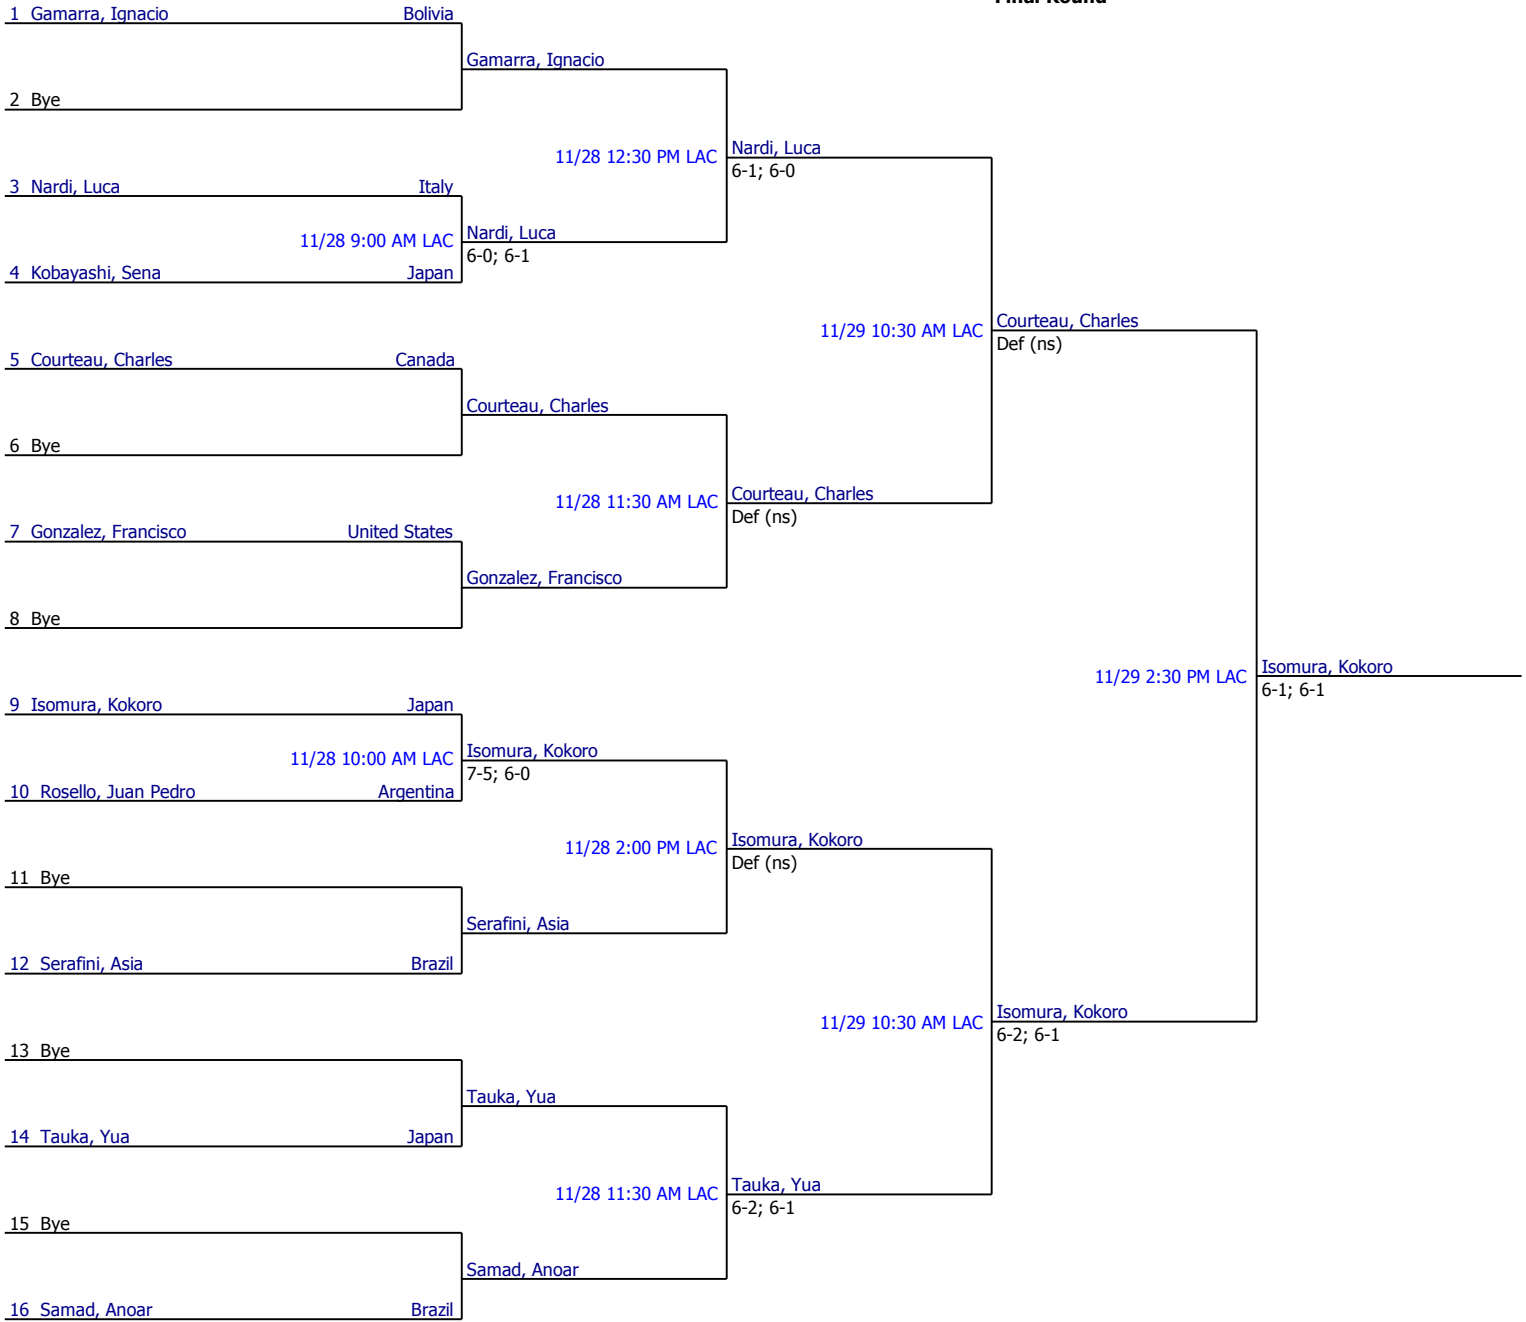 Final Round
1 Gamarra, Ignacio Bolivia
Gamarra, Ignacio
2 Bye
11/28 12:30 PM LAC Nardi, Luca
6-1; 6-0
3 Nardi, Luca Italy
11/28 9:00 AM LAC Nardi, Luca
6-0; 6-1
4 Kobayashi, Sena Japan
11/29 10:30 AM LAC Courteau, Charles
Def (ns)
5 Courteau, Charles Canada
Courteau, Charles
6 Bye
11/28 11:30 AM LAC Courteau, Charles
Def (ns)
7 Gonzalez, Francisco United States
Gonzalez, Francisco
8 Bye
11/29 2:30 PM LAC Isomura, Kokoro
6-1; 6-1
9 Isomura, Kokoro Japan
11/28 10:00 AM LAC Isomura, Kokoro
7-5; 6-0
10 Rosello, Juan Pedro Argentina
11/28 2:00 PM LAC Isomura, Kokoro
Def (ns)
11 Bye
Serafini, Asia
12 Serafini, Asia Brazil
11/29 10:30 AM LAC Isomura, Kokoro
6-2; 6-1
13 Bye
Tauka, Yua
14 Tauka, Yua Japan
11/28 11:30 AM LAC Tauka, Yua
6-2; 6-1
15 Bye
Samad, Anoar
16 Samad, Anoar Brazil